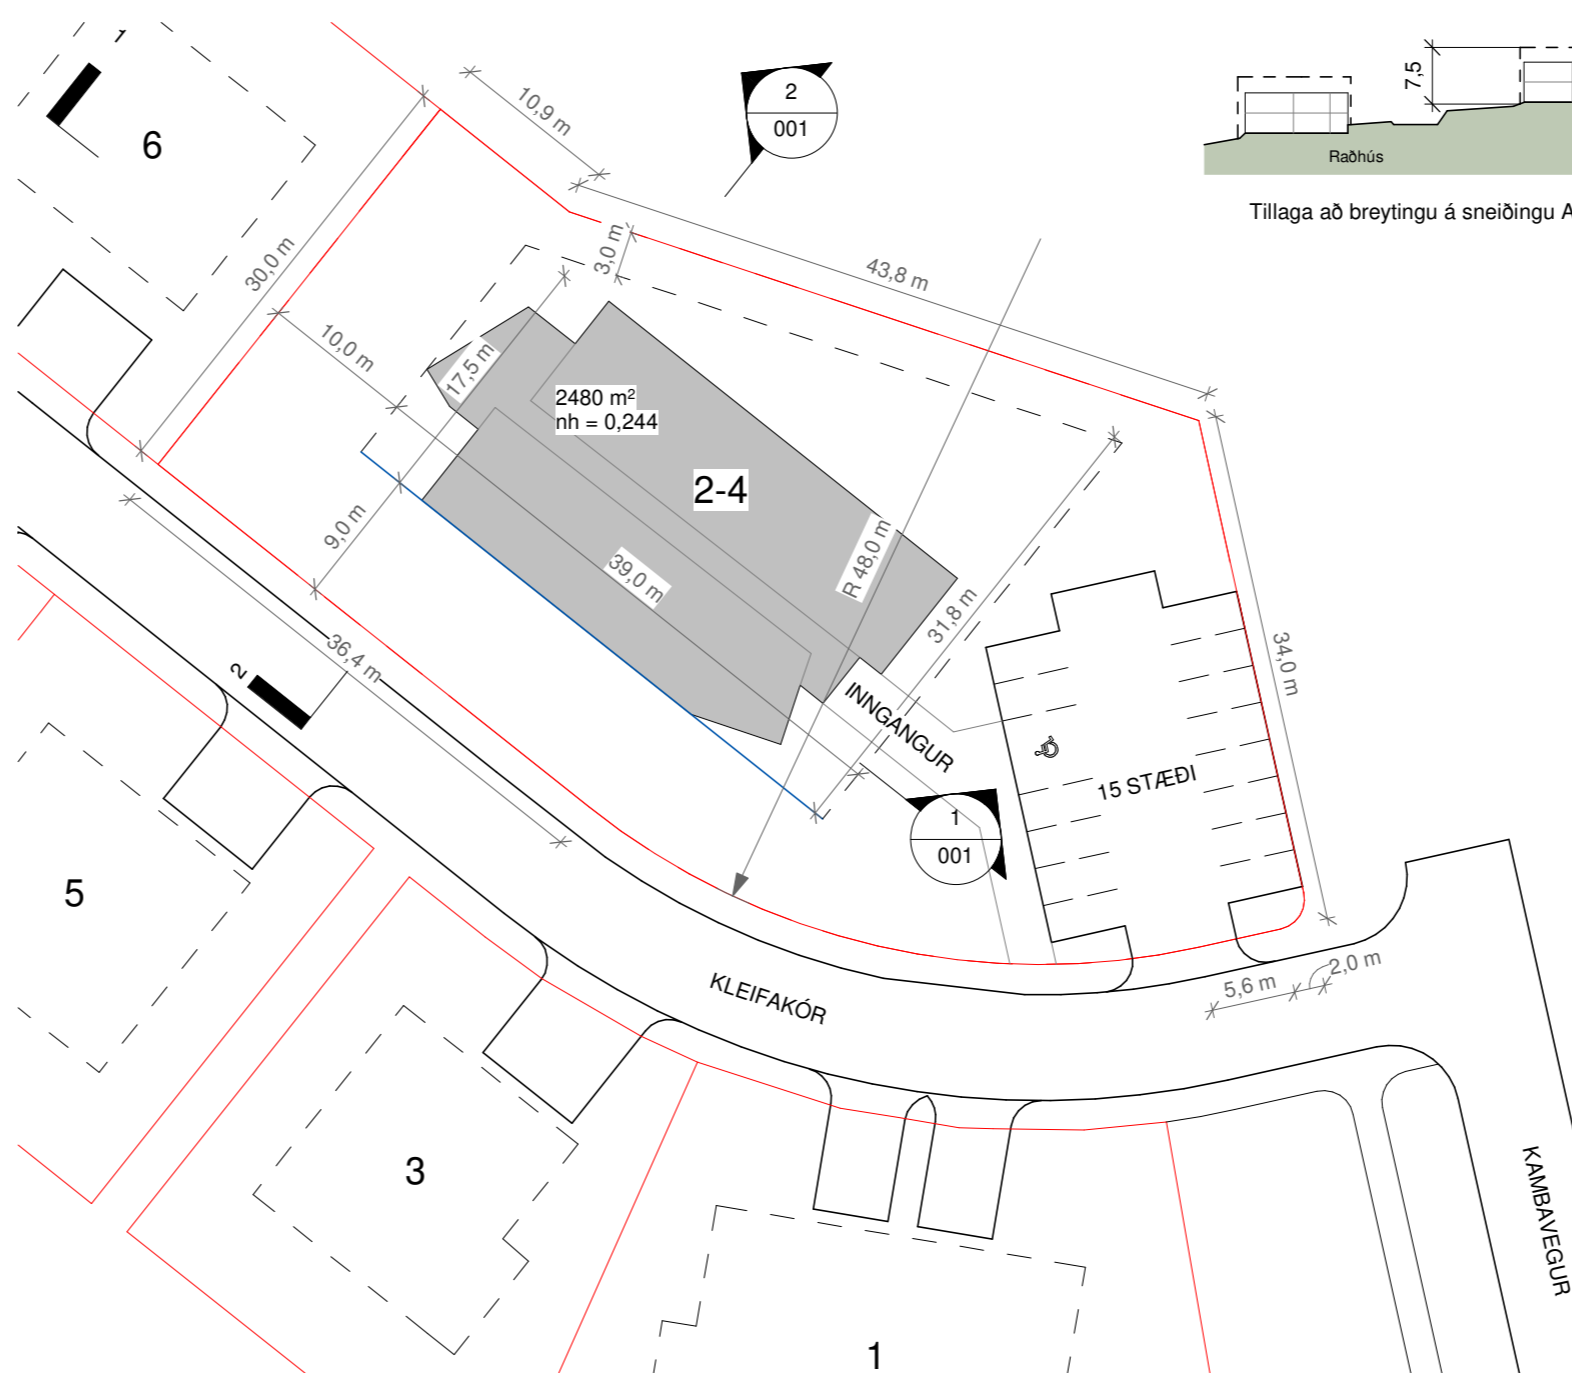 1
6
10,9 m
2
001
7,5
Raðhús
Tillaga að breytingu á sneiðingu A
30,0 m
3,0 m
43,8 m
10,0 m
17,5 m
2480 m²
nh = 0,244
2-4
9,0 m
39,0 m
R 48,0 m
31,8 m
36,4 m
2
34,0 m
INNGANGUR
15 STÆÐI
1
001
5
KLEIFAKÓR
5,6 m
2,0 m
3
KAMBAVEGUR
1